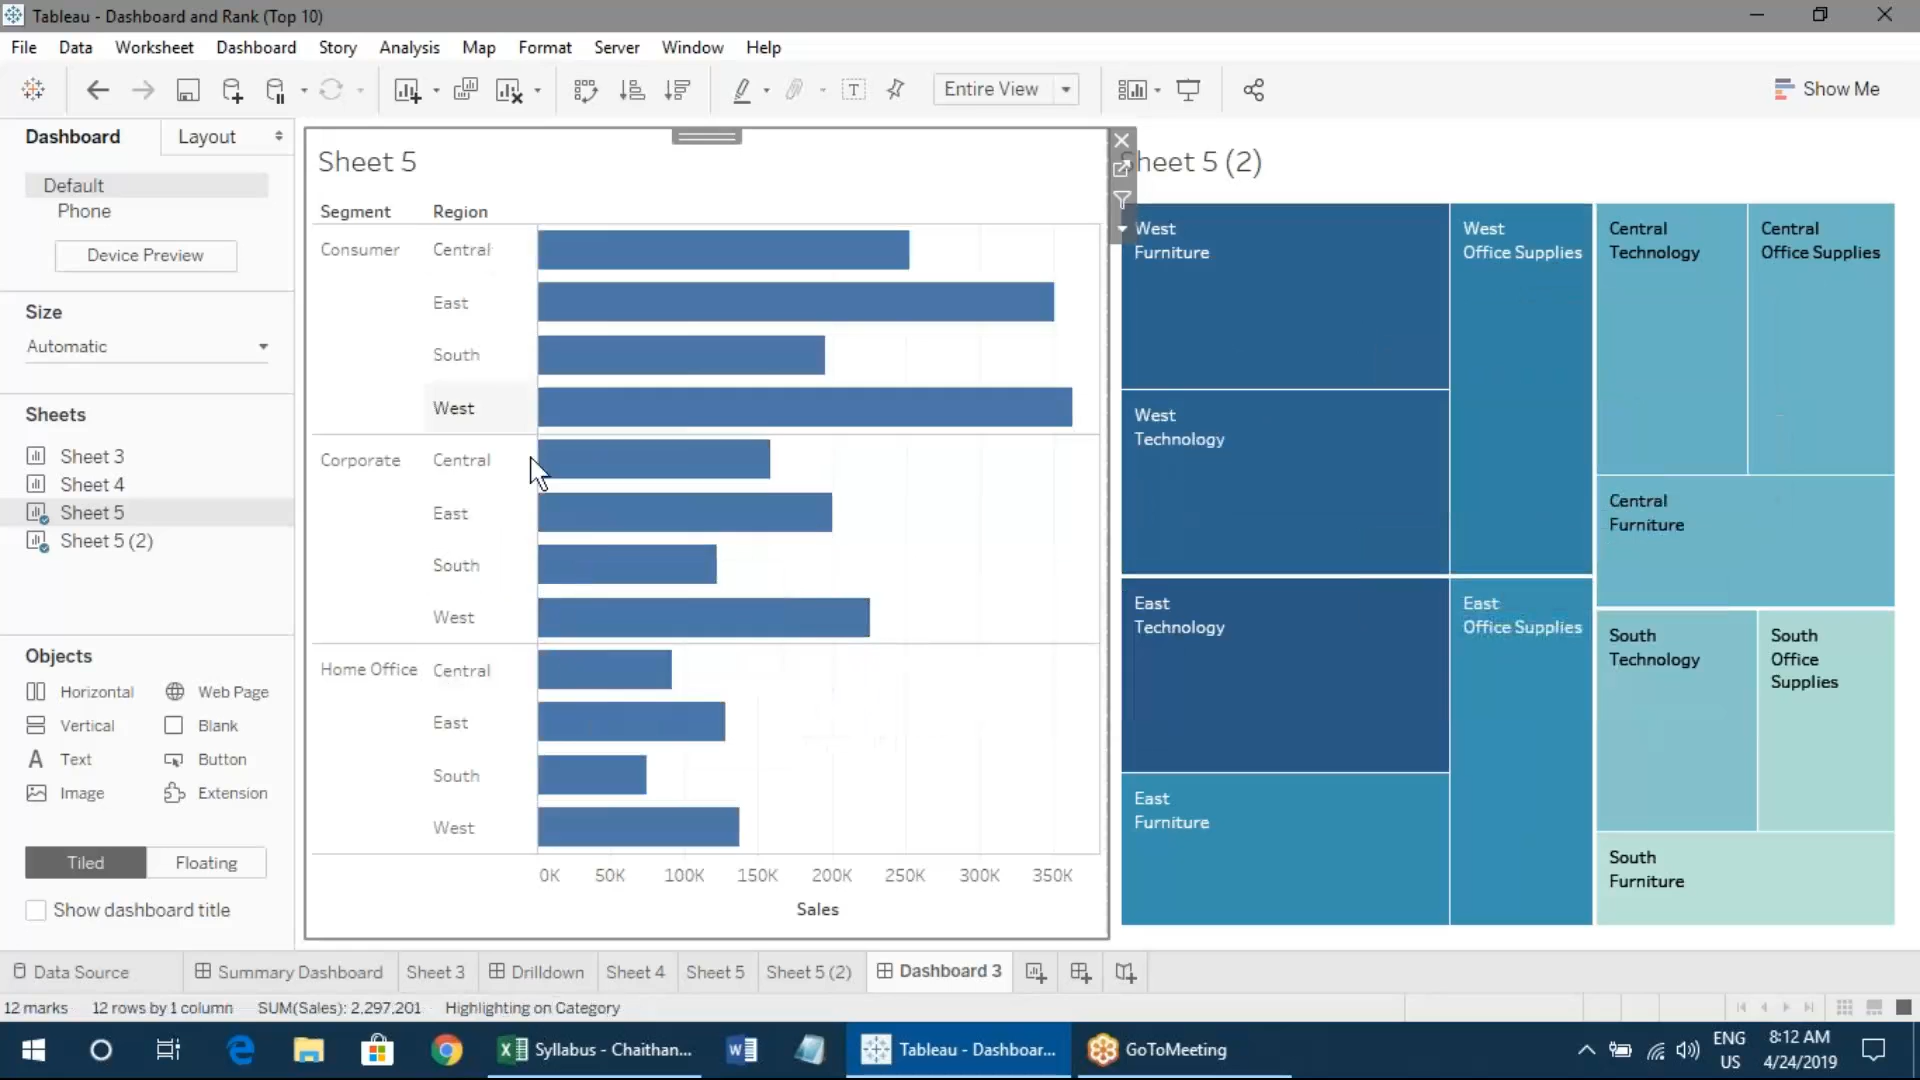 Tableau - Dashboard and Rank (Top 10)
File Data Worksheet Dashboard Story Analysis Map Format Server Window Help
Entire View
Show Me
Dashboard
Layout
Default
Phone
Device Preview
Size
Automatic
Sheets
Sheet 3
Sheet 4
Sheet 5
Sheet 5 (2)
Objects
Horizontal
Web Page
Vertical
Blank
Text
Button
Image
Extension
Tiled
Floating
Show dashboard title
Sheet 5
Segment Region
Consumer Central
East
South
West
Corporate Central
East
South
West
Home Office Central
East
South
West
0K 50K 100K 150K 200K 250K 300K 350K
Sales
Sheet 5 (2)
West
Furniture
West
Office Supplies
Central
Technology
Central
Office Supplies
West
Technology
Central
Furniture
East
Technology
East
Office Supplies
South
Technology
South
Office
Supplies
East
Furniture
South
Furniture
Data Source Summary Dashboard Sheet 3 Drilldown Sheet 4 Sheet 5 Sheet 5 (2) Dashboard 3
12 marks 12 rows by 1 column SUM(Sales): 2,297,201 Highlighting on Category
Syllabus - Chaithan...
Tableau - Dashboar...
GoToMeeting
ENG
US
8:12 AM
4/24/2019